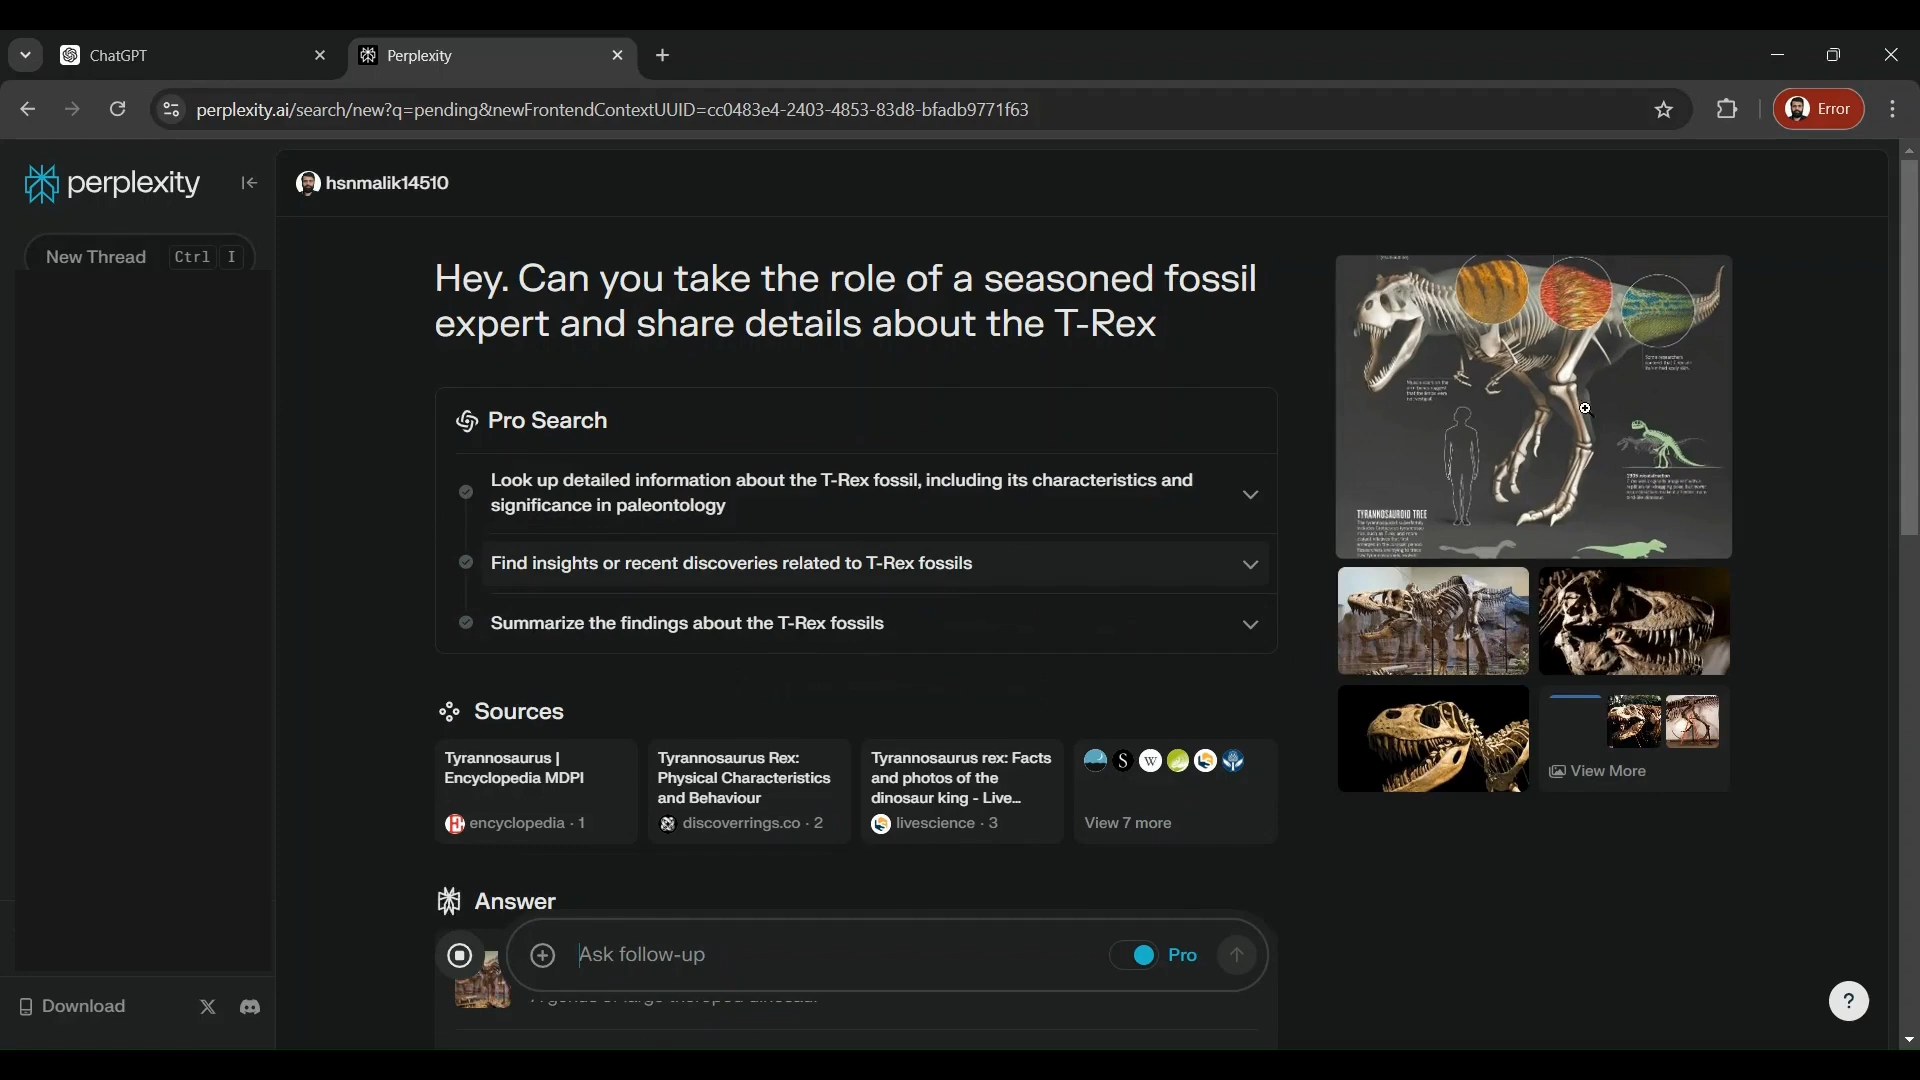 ChatGPT
Perplexity
perplexity.ai/search/new?q=pending&newFrontendContextUUID=cc0483e4-2403-4853-83d8-bfadb9771f63
Error
perplexity
hsnmalik14510
New Thread Ctrl I
Hey. Can you take the role of a seasoned fossil
expert and share details about the T-Rex
Pro Search
Look up detailed information about the T-Rex fossil, including its characteristics and
significance in paleontology
Find insights or recent discoveries related to T-Rex fossils
Summarize the findings about the T-Rex fossils
Sources
Tyrannosaurus |
Encyclopedia MDPI
encyclopedia · 1
Tyrannosaurus Rex:
Physical Characteristics
and Behaviour
discoverrings.co · 2
Tyrannosaurus rex: Facts
and photos of the
dinosaur king - Live...
livescience · 3
S W
View 7 more
TYRANNOSAUROID TREE
View More
Answer
Ask follow-up
Pro
Download
?